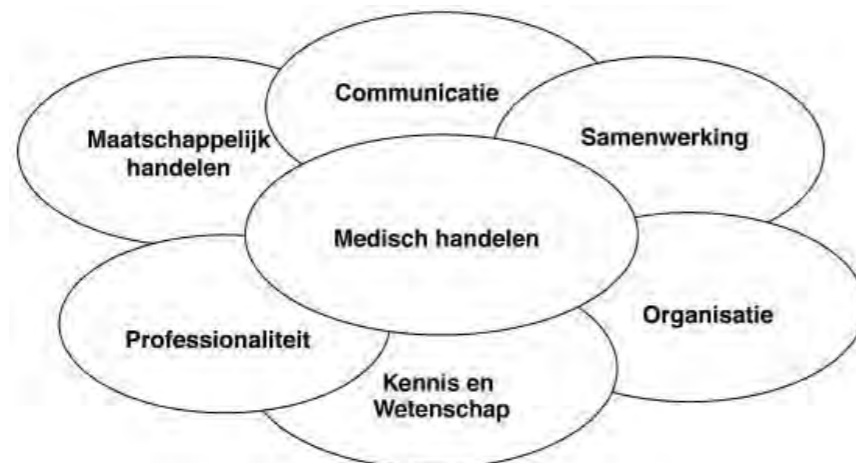 Communicatie
Maatschappelijk
handelen
Samenwerking
Medisch handelen
Organisatie
Professionaliteit
Kennis en
Wetenschap